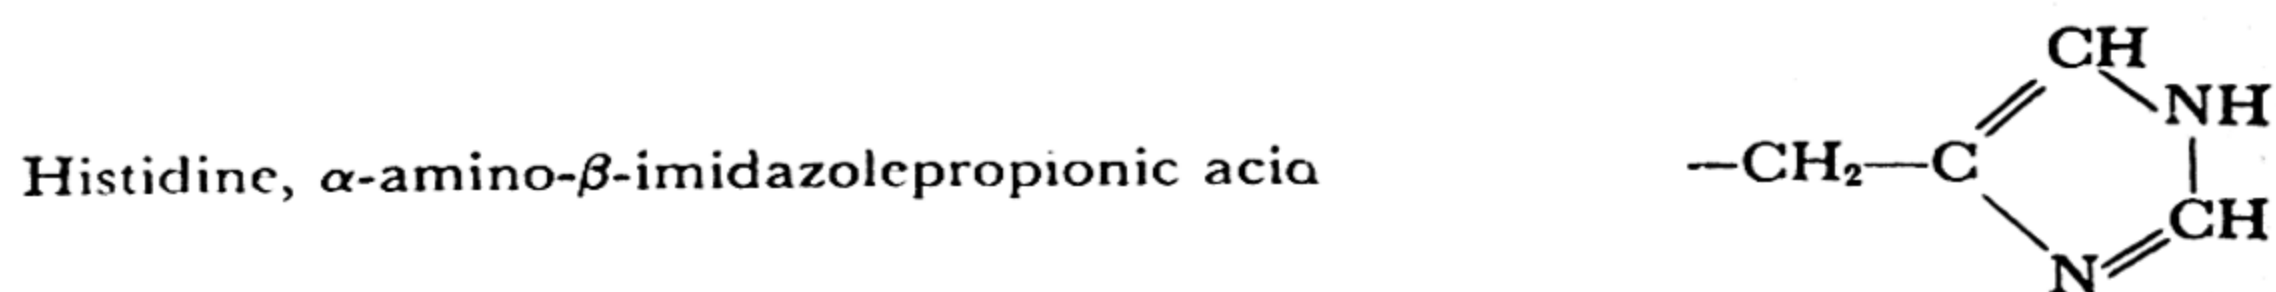 Histidine, α-amino-β-imidazolepropionic acid
CH
NH
—CH₂—C
CH
N